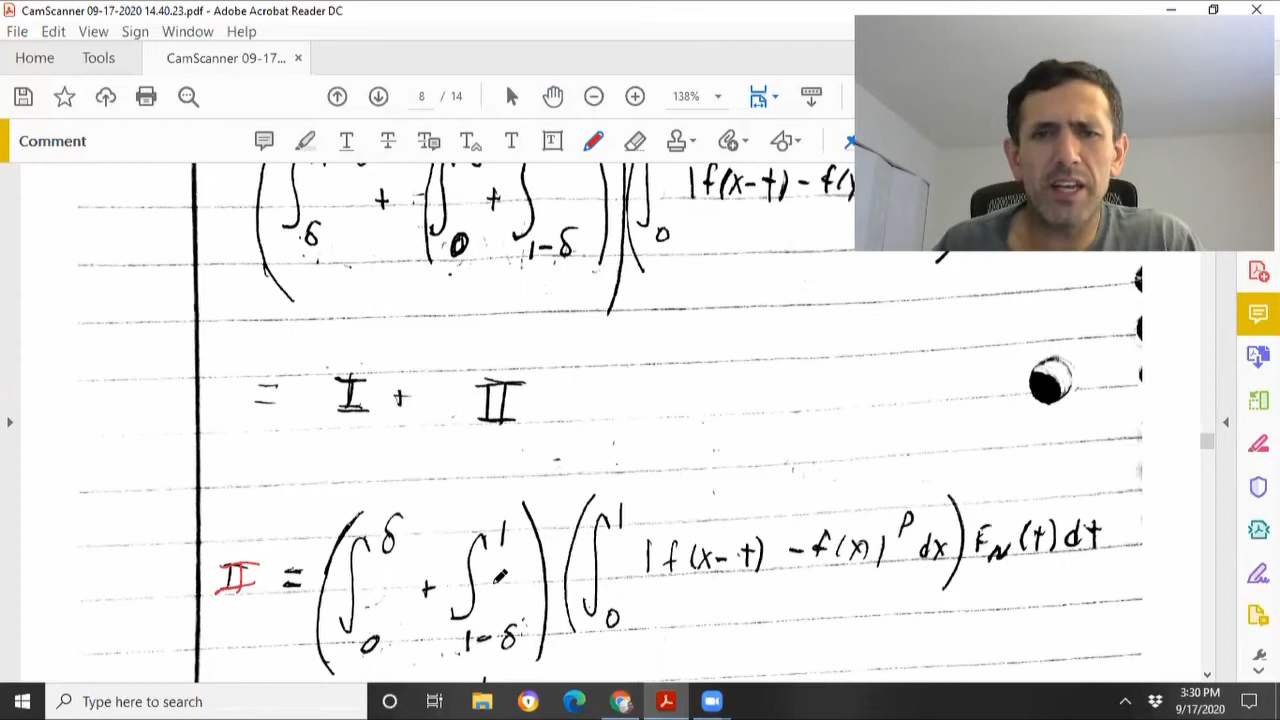 CamScanner 09-17-2020 14.40.23.pdf - Adobe Acrobat Reader DC
File Edit View Sign Window Help
Home Tools CamScanner 09-17... ×
8 / 14 138%
Comment
( ∫_δ + ( ∫_0 + ∫_{1-δ} ) ) ( ∫_0 |f(x-t) - f(
= I + II
II = ( ∫_0^δ + ∫_{1-δ}^1 ) ( ∫_0^1 |f(x-t) - f(x)|^p dx ) F_N(t) dt
Type here to search
3:30 PM
9/17/2020